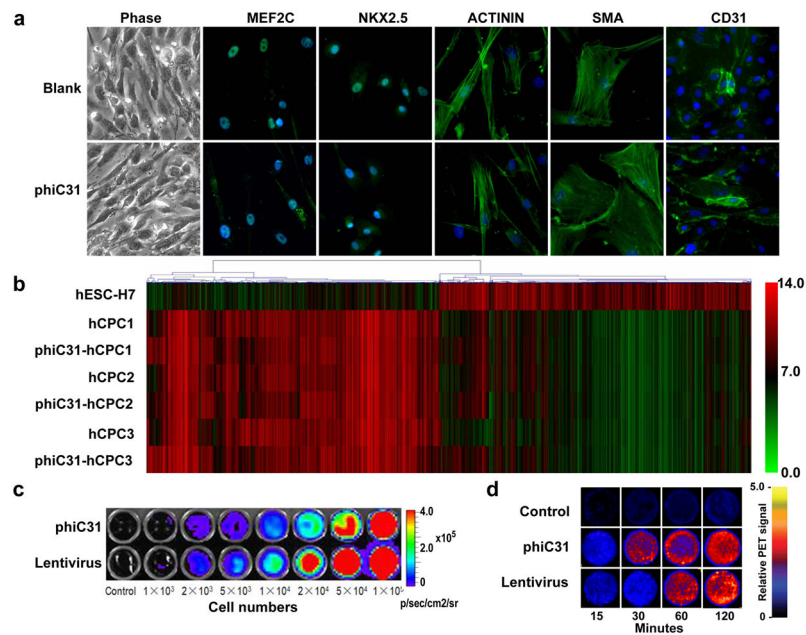 a
Phase MEF2C NKX2.5 ACTININ SMA CD31
Blank
phiC31
b
hESC-H7
hCPC1
phiC31-hCPC1
hCPC2
phiC31-hCPC2
hCPC3
phiC31-hCPC3
14.0
7.0
0.0
c
phiC31
Lentivirus
Control 1×10³ 2×10³ 5×10³ 1×10⁴ 2×10⁴ 5×10⁴ 1×10⁵
Cell numbers
4.0
2.0
0
×10⁵
p/sec/cm2/sr
d
Control
phiC31
Lentivirus
15 30 60 120
Minutes
5.0
0
Relative PET signal